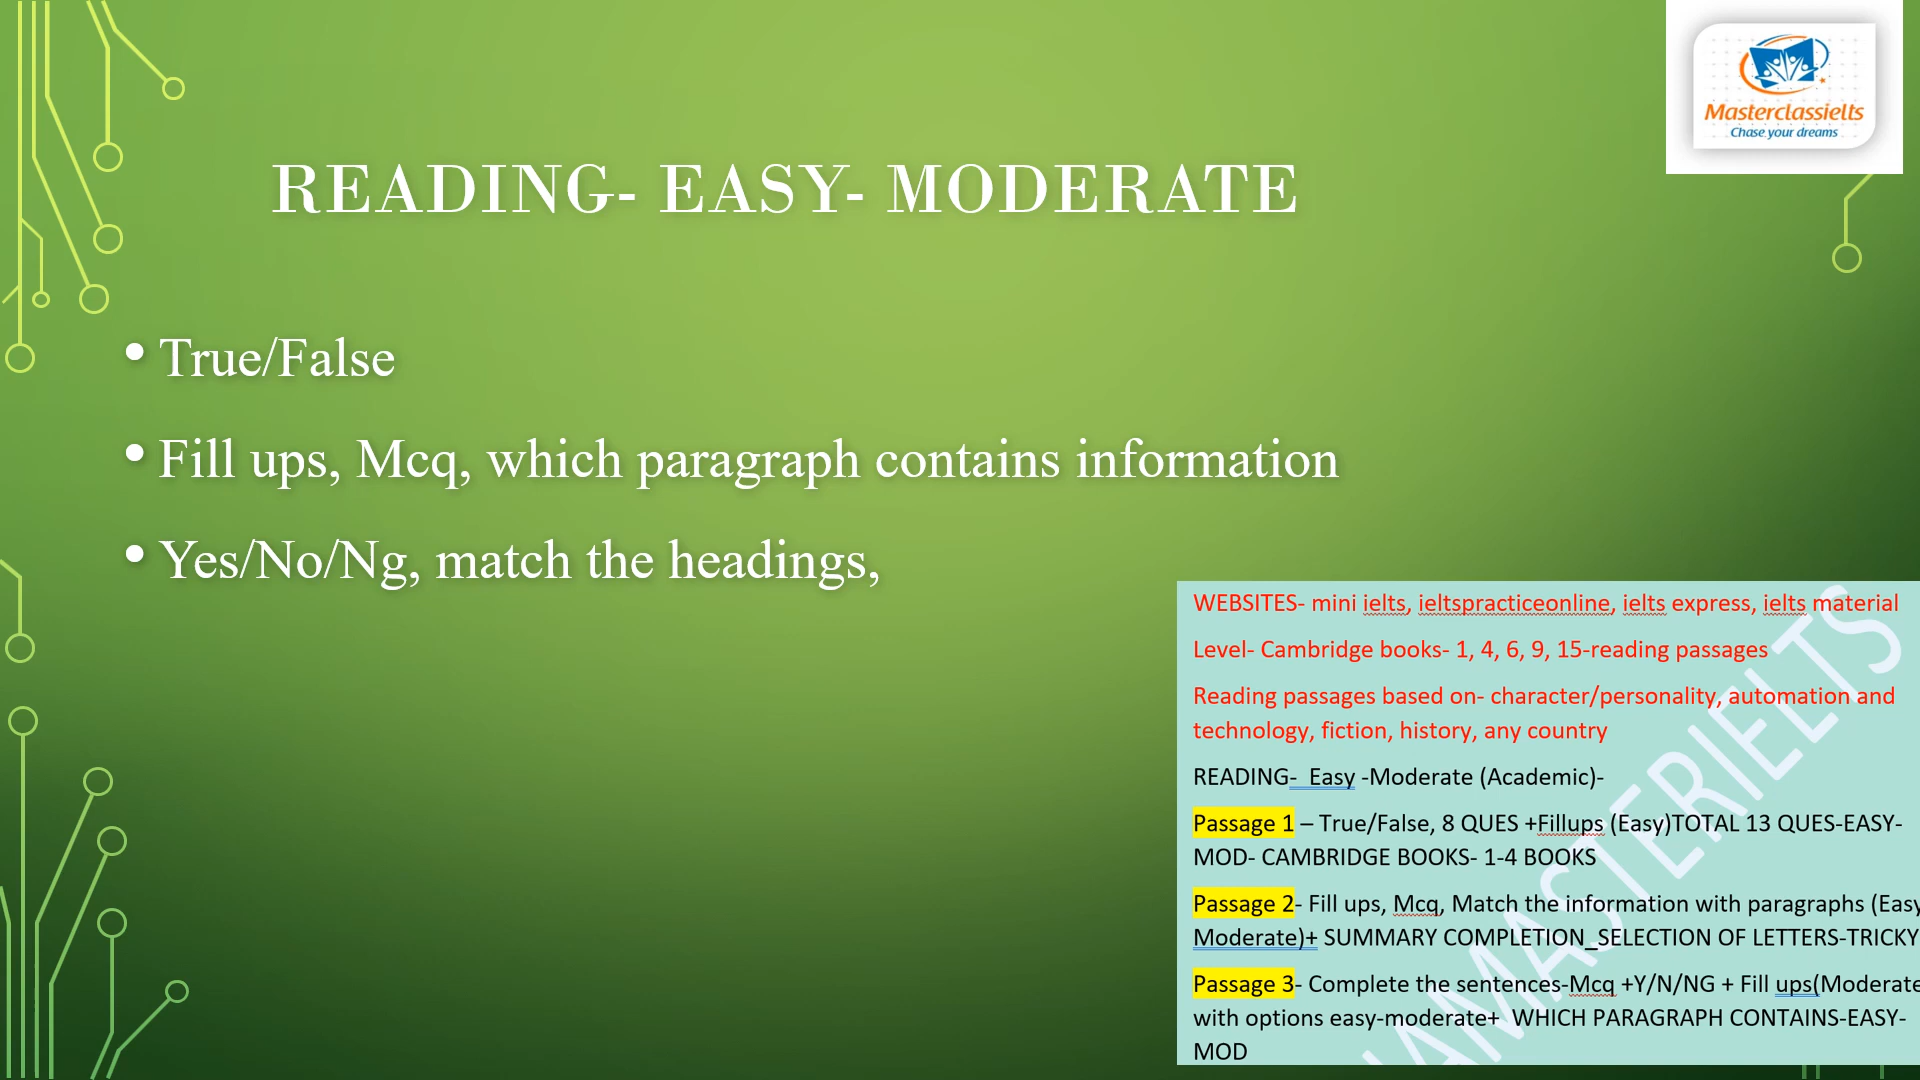 Masterclassielts
Chase your dreams
READING- EASY- MODERATE
• True/False
• Fill ups, Mcq, which paragraph contains information
• Yes/No/Ng, match the headings,
WEBSITES- mini ielts, ieltspracticeonline, ielts express, ielts material
Level- Cambridge books- 1, 4, 6, 9, 15-reading passages
Reading passages based on- character/personality, automation and
technology, fiction, history, any country
READING-  Easy -Moderate (Academic)-
Passage 1 – True/False, 8 QUES +Fillups (Easy)TOTAL 13 QUES-EASY-
MOD- CAMBRIDGE BOOKS- 1-4 BOOKS
Passage 2- Fill ups, Mcq, Match the information with paragraphs (Easy
Moderate)+ SUMMARY COMPLETION_SELECTION OF LETTERS-TRICKY
Passage 3- Complete the sentences-Mcq +Y/N/NG + Fill ups(Moderate
with options easy-moderate+  WHICH PARAGRAPH CONTAINS-EASY-
MOD
AMASTERIELTS